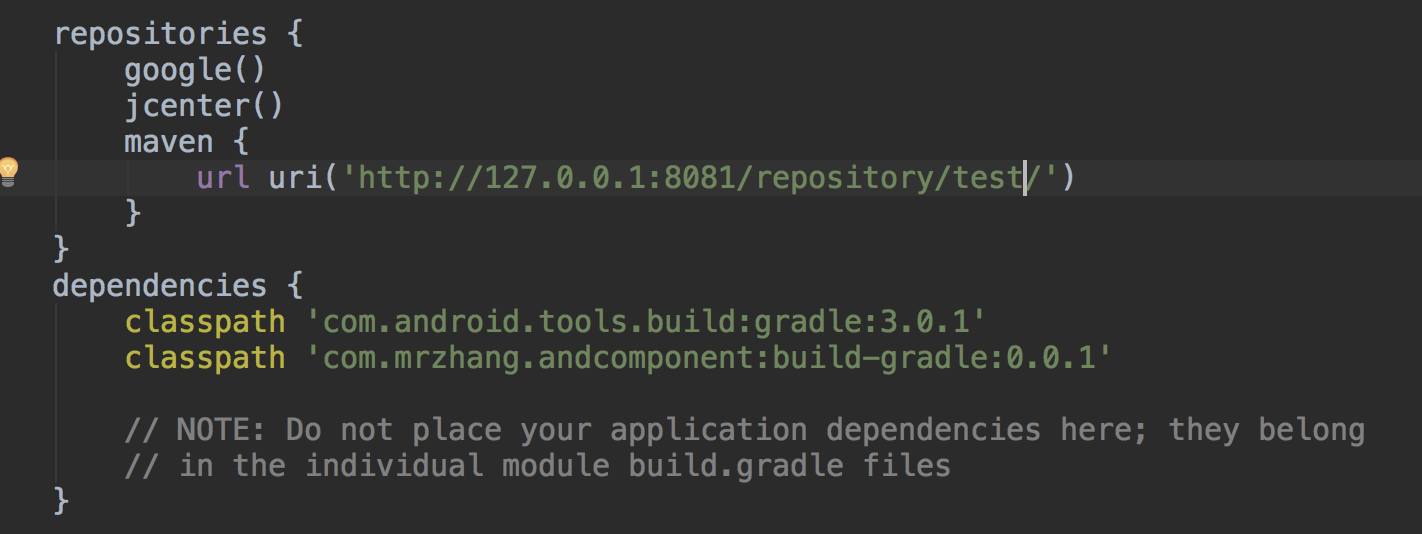 repositories {
    google()
    jcenter()
    maven {
        url uri('http://127.0.0.1:8081/repository/test/')
    }
}
dependencies {
    classpath 'com.android.tools.build:gradle:3.0.1'
    classpath 'com.mrzhang.andcomponent:build-gradle:0.0.1'

    // NOTE: Do not place your application dependencies here; they belong
    // in the individual module build.gradle files
}